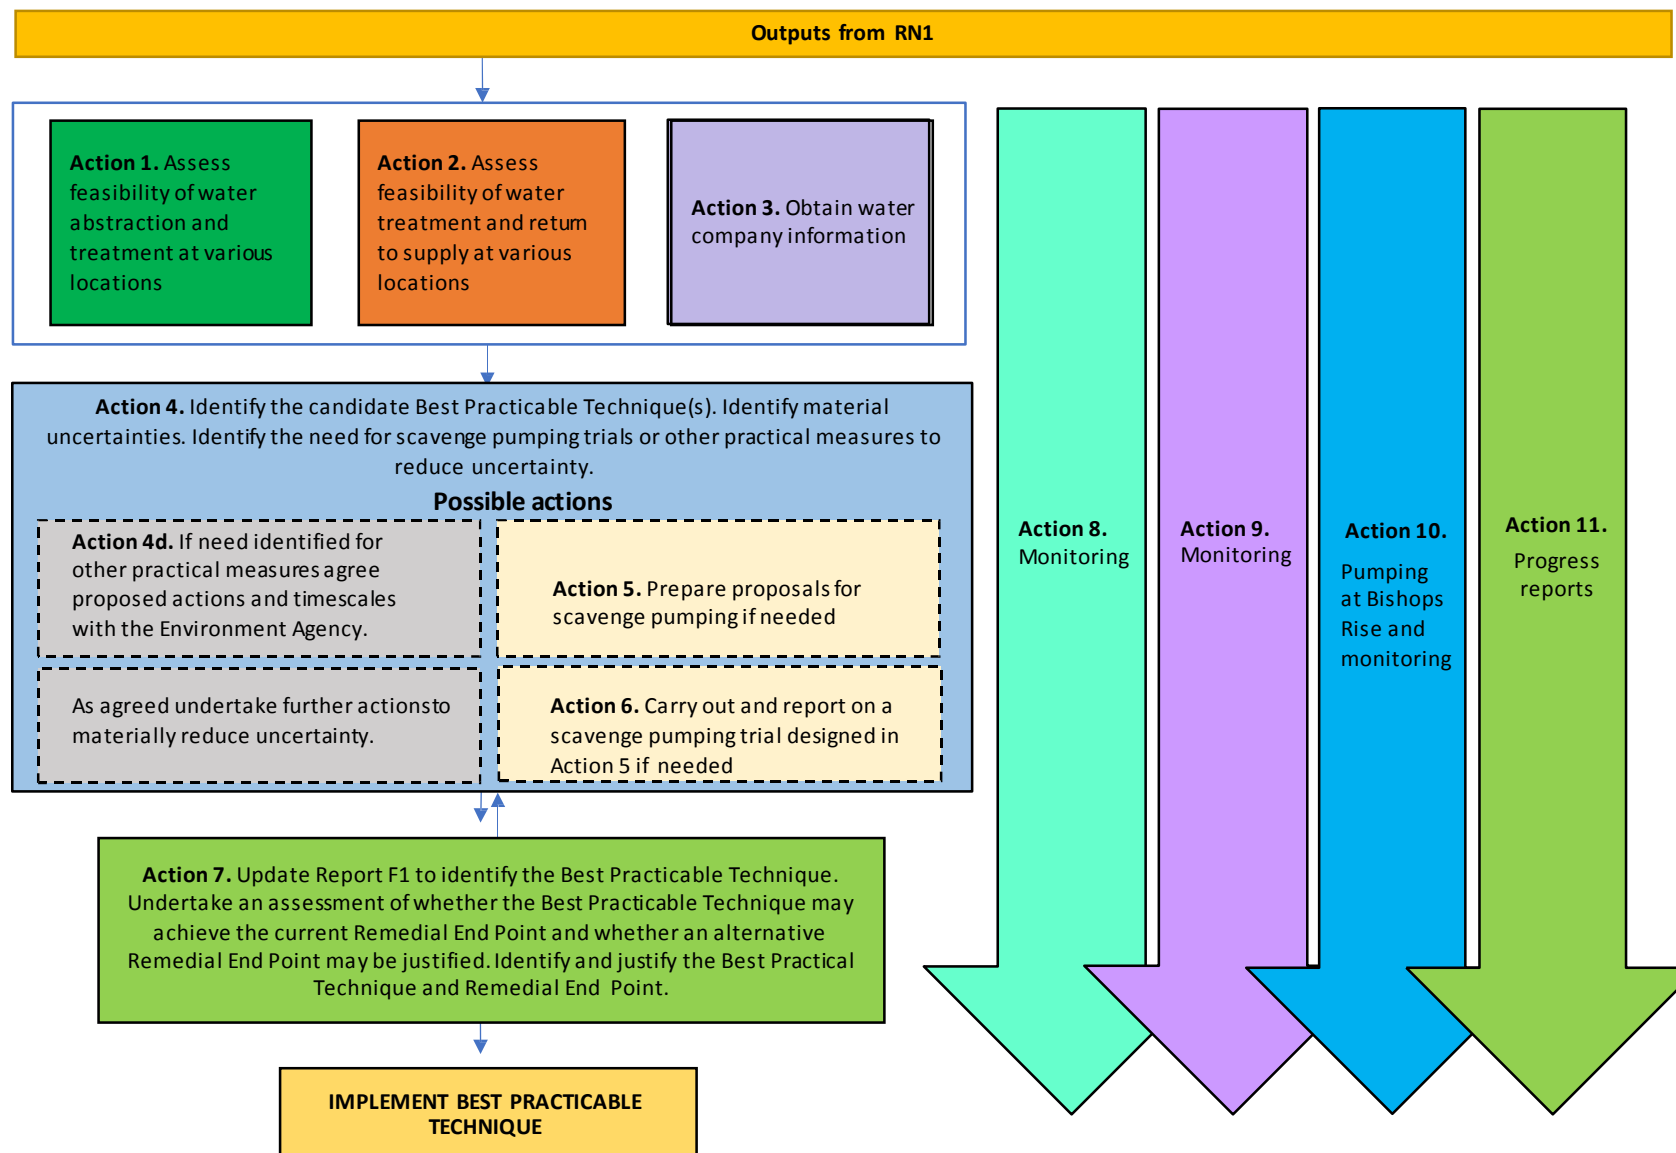 Outputs from RN1
Action 1. Assess
feasibility of water
abstraction and
treatment at various
locations
Action 2. Assess
feasibility of water
treatment and return
to supply at various
locations
Action 3. Obtain water
company information
Action 4. Identify the candidate Best Practicable Technique(s). Identify material
uncertainties. Identify the need for scavenge pumping trials or other practical measures to
reduce uncertainty.
Possible actions
Action 4d. If need identified for
other practical measures agree
proposed actions and timescales
with the Environment Agency.
Action 5. Prepare proposals for
scavenge pumping if needed
As agreed undertake further actions to
materially reduce uncertainty.
Action 6. Carry out and report on a
scavenge pumping trial designed in
Action 5 if needed
Action 7. Update Report F1 to identify the Best Practicable Technique.
Undertake an assessment of whether the Best Practicable Technique may
achieve the current Remedial End Point and whether an alternative
Remedial End Point may be justified. Identify and justify the Best Practical
Technique and Remedial End Point.
IMPLEMENT BEST PRACTICABLE
TECHNIQUE
Action 8.
Monitoring
Action 9.
Monitoring
Action 10.
Pumping
at Bishops
Rise and
monitoring
Action 11.
Progress
reports